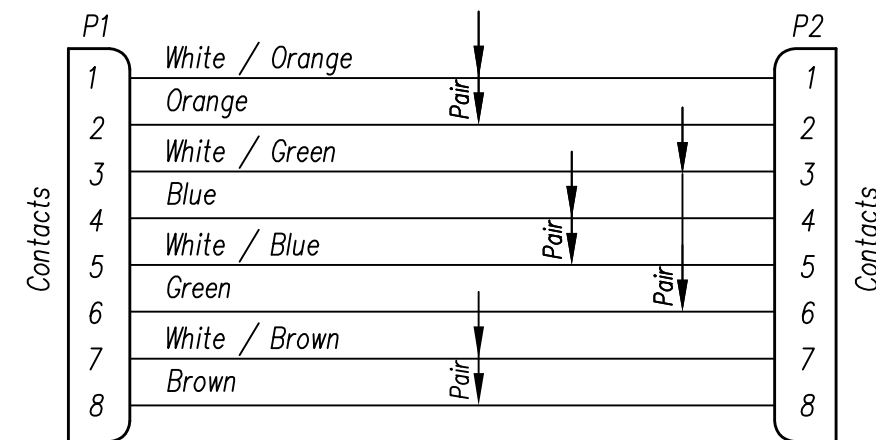 P1
P2
White / Orange
1
1
Orange
Pair
2
2
White / Green
3
3
Blue
4
4
White / Blue
Pair
5
5
Green
Pair
6
6
White / Brown
7
7
Brown
Pair
8
8
Contacts
Contacts